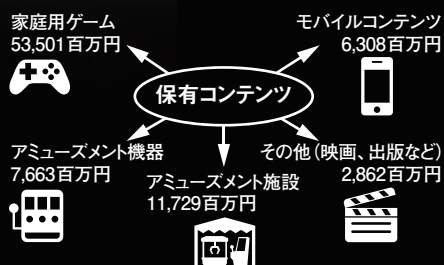 家庭用ゲーム
53,501百万円
モバイルコンテンツ
6,308百万円
保有コンテンツ
アミューズメント機器
7,663百万円
アミューズメント施設
11,729百万円
その他(映画、出版など)
2,862百万円